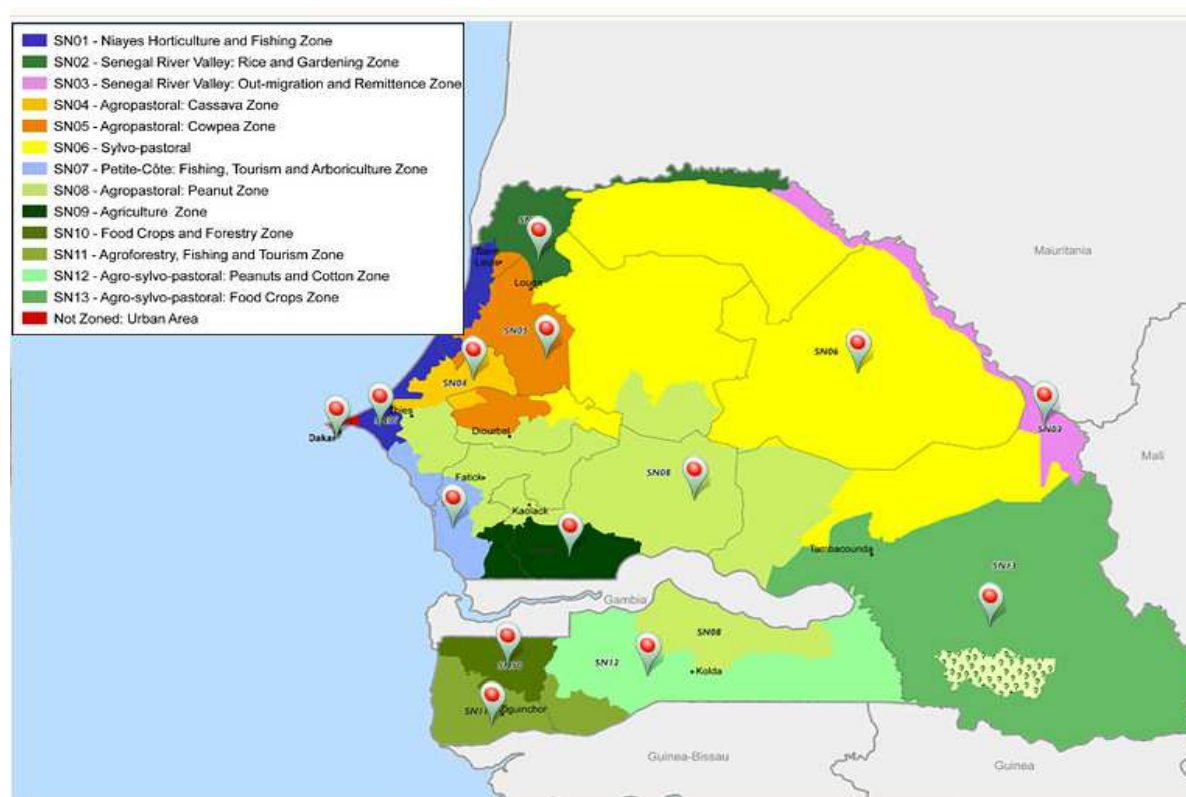 SN01 - Niayes Horticulture and Fishing Zone
SN02 - Senegal River Valley: Rice and Gardening Zone
SN03 - Senegal River Valley: Out-migration and Remittence Zone
SN04 - Agropastoral: Cassava Zone
SN05 - Agropastoral: Cowpea Zone
SN06 - Sylvo-pastoral
SN07 - Petite-Côte: Fishing, Tourism and Arboriculture Zone
SN08 - Agropastoral: Peanut Zone
SN09 - Agriculture Zone
SN10 - Food Crops and Forestry Zone
SN11 - Agroforestry, Fishing and Tourism Zone
SN12 - Agro-sylvo-pastoral: Peanuts and Cotton Zone
SN13 - Agro-sylvo-pastoral: Food Crops Zone
Not Zoned: Urban Area
Mauritania
Louga
SN05
SN06
SN04
Dakar
Diourbel
SN03
Mali
SN08
Fatick
Kaolack
Tambacounda
SN13
Gambia
SN08
SN12
SN10
Kolda
SN11
Guinea-Bissau
Guinea